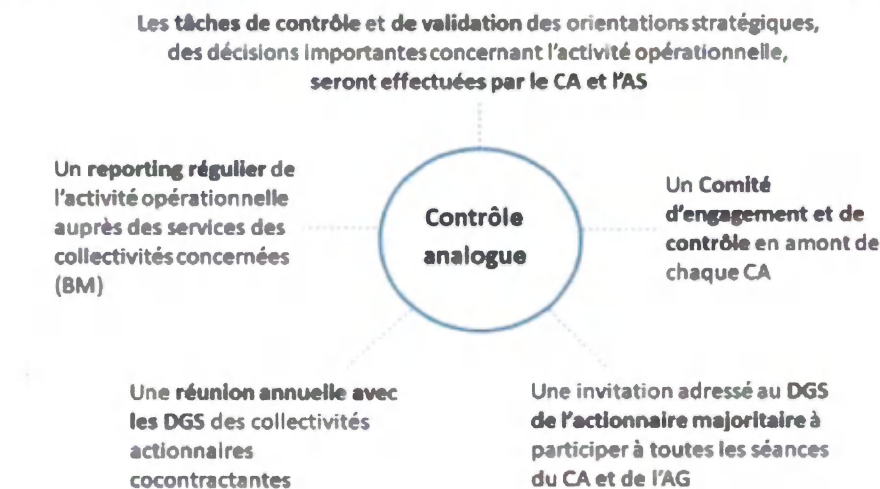 Les tâches de contrôle et de validation des orientations stratégiques,
des décisions importantes concernant l'activité opérationnelle,
seront effectuées par le CA et l'AS
Un reporting régulier de
l'activité opérationnelle
auprès des services des
collectivités concernées
(BM)
Contrôle
analogue
Un Comité
d'engagement et de
contrôle en amont de
chaque CA
Une réunion annuelle avec
les DGS des collectivités
actionnaires
cocontractantes
Une invitation adressé au DGS
de l'actionnaire majoritaire à
participer à toutes les séances
du CA et de l'AG